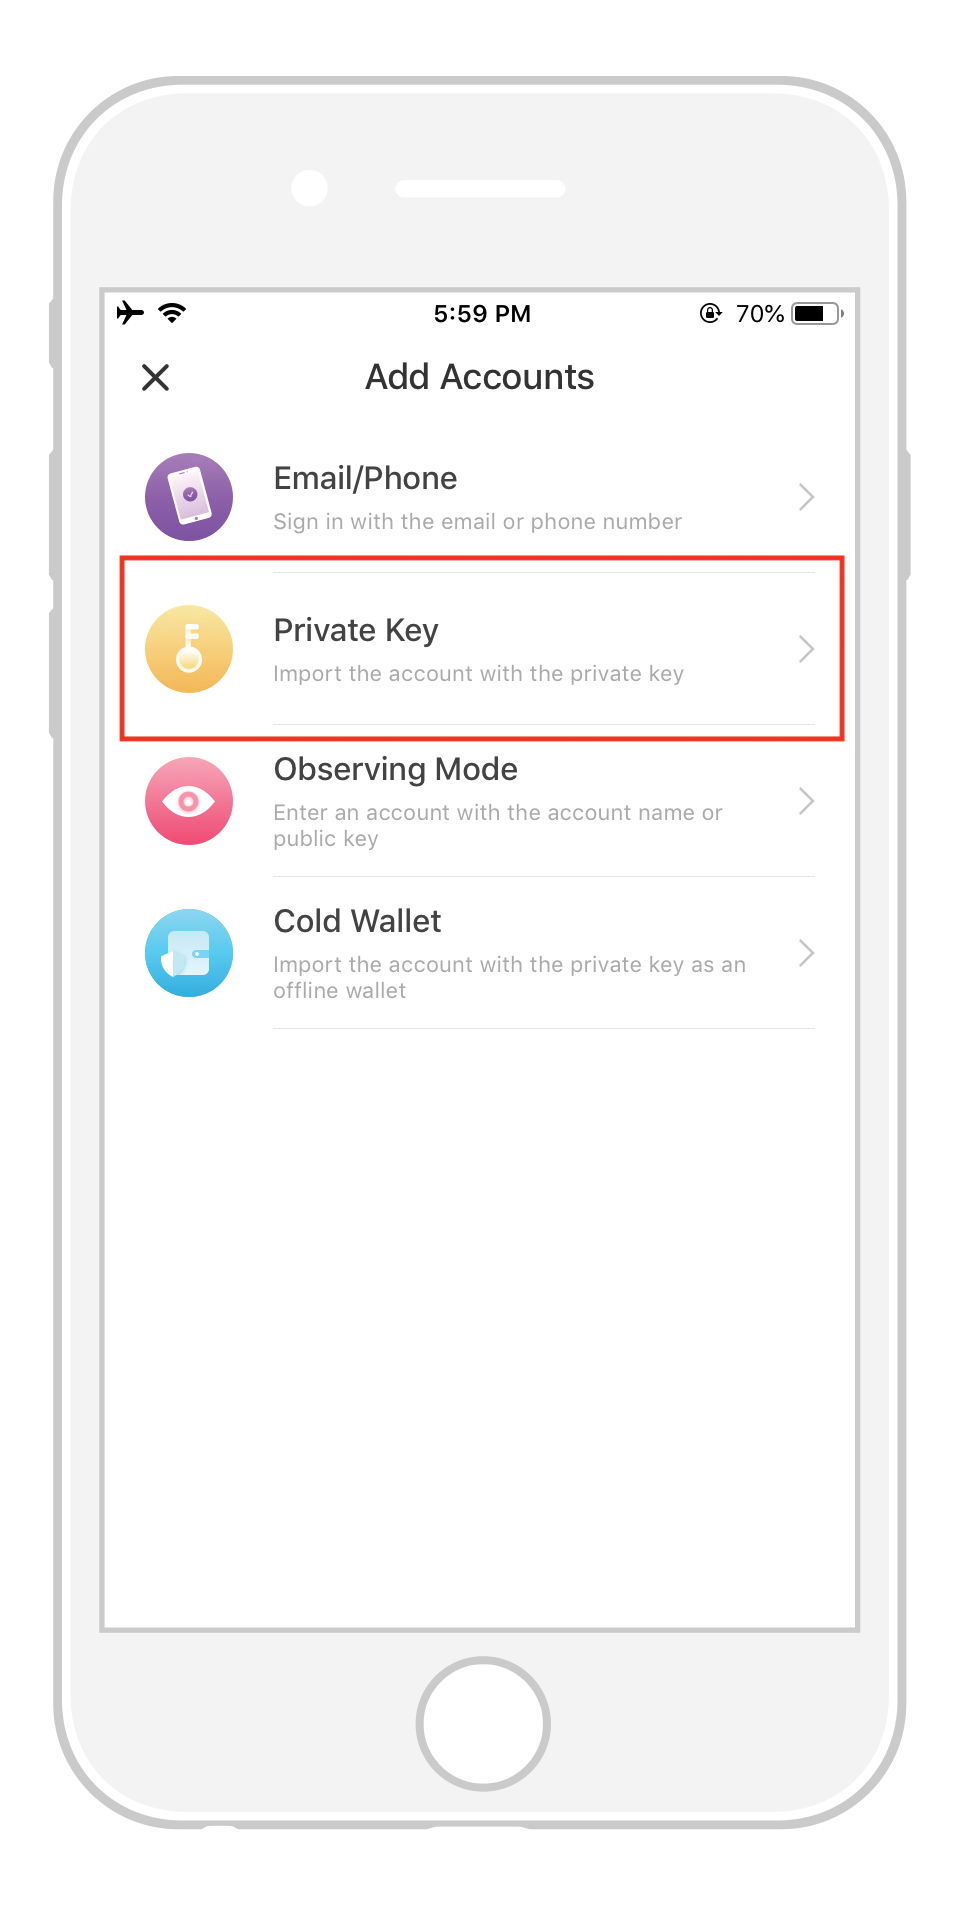 5:59 PM
70%
Add Accounts
Email/Phone
Sign in with the email or phone number
Private Key
Import the account with the private key
Observing Mode
Enter an account with the account name or
public key
Cold Wallet
Import the account with the private key as an
offline wallet